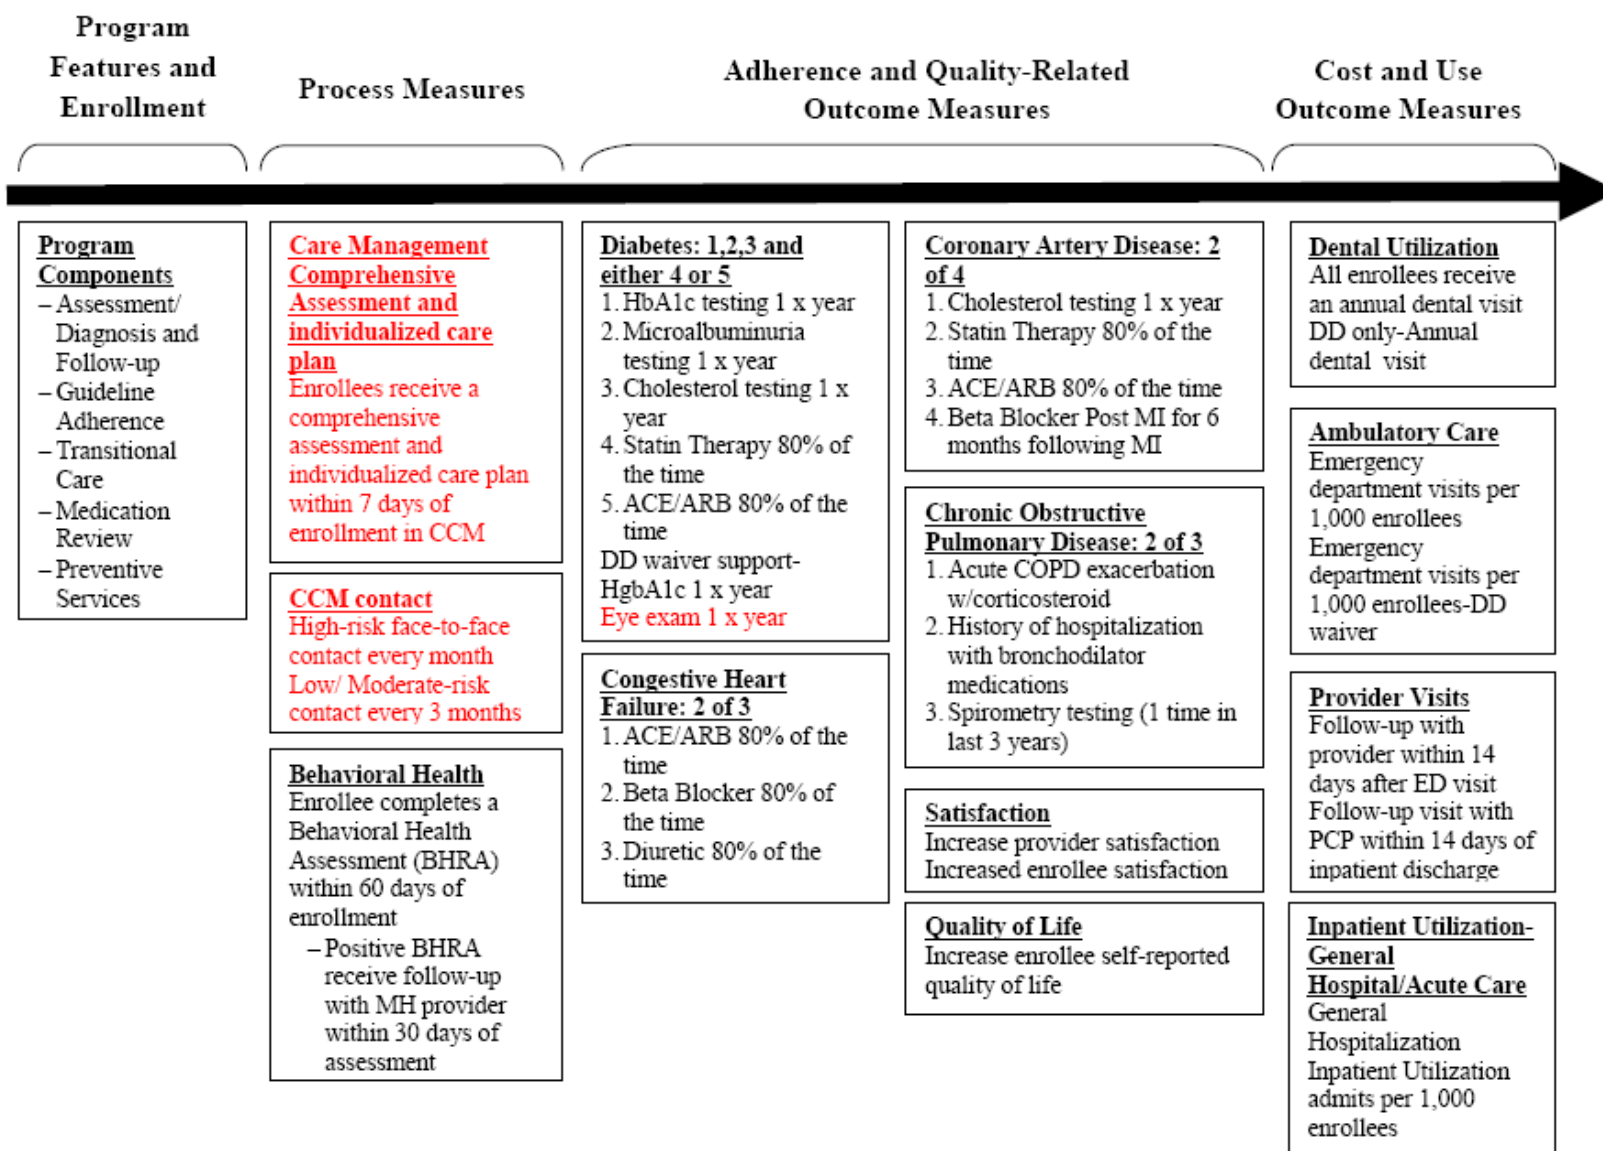 Program
Features and
Enrollment
Process Measures
Adherence and Quality-Related
Outcome Measures
Cost and Use
Outcome Measures
Program
Components
– Assessment/
Diagnosis and
Follow-up
– Guideline
Adherence
– Transitional
Care
– Medication
Review
– Preventive
Services
Care Management
Comprehensive
Assessment and
individualized care
plan
Enrollees receive a
comprehensive
assessment and
individualized care plan
within 7 days of
enrollment in CCM
CCM contact
High-risk face-to-face
contact every month
Low/ Moderate-risk
contact every 3 months
Behavioral Health
Enrollee completes a
Behavioral Health
Assessment (BHRA)
within 60 days of
enrollment
– Positive BHRA
receive follow-up
with MH provider
within 30 days of
assessment
Diabetes: 1,2,3 and
either 4 or 5
1. HbA1c testing 1 x year
2. Microalbuminuria
testing 1 x year
3. Cholesterol testing 1 x
year
4. Statin Therapy 80% of
the time
5. ACE/ARB 80% of the
time
DD waiver support-
HgbA1c 1 x year
Eye exam 1 x year
Congestive Heart
Failure: 2 of 3
1. ACE/ARB 80% of the
time
2. Beta Blocker 80% of
the time
3. Diuretic 80% of the
time
Coronary Artery Disease: 2
of 4
1. Cholesterol testing 1 x year
2. Statin Therapy 80% of the
time
3. ACE/ARB 80% of the time
4. Beta Blocker Post MI for 6
months following MI
Chronic Obstructive
Pulmonary Disease: 2 of 3
1. Acute COPD exacerbation
w/corticosteroid
2. History of hospitalization
with bronchodilator
medications
3. Spirometry testing (1 time in
last 3 years)
Satisfaction
Increase provider satisfaction
Increased enrollee satisfaction
Quality of Life
Increase enrollee self-reported
quality of life
Dental Utilization
All enrollees receive
an annual dental visit
DD only-Annual
dental visit
Ambulatory Care
Emergency
department visits per
1,000 enrollees
Emergency
department visits per
1,000 enrollees-DD
waiver
Provider Visits
Follow-up with
provider within 14
days after ED visit
Follow-up visit with
PCP within 14 days of
inpatient discharge
Inpatient Utilization-
General
Hospital/Acute Care
General
Hospitalization
Inpatient Utilization
admits per 1,000
enrollees